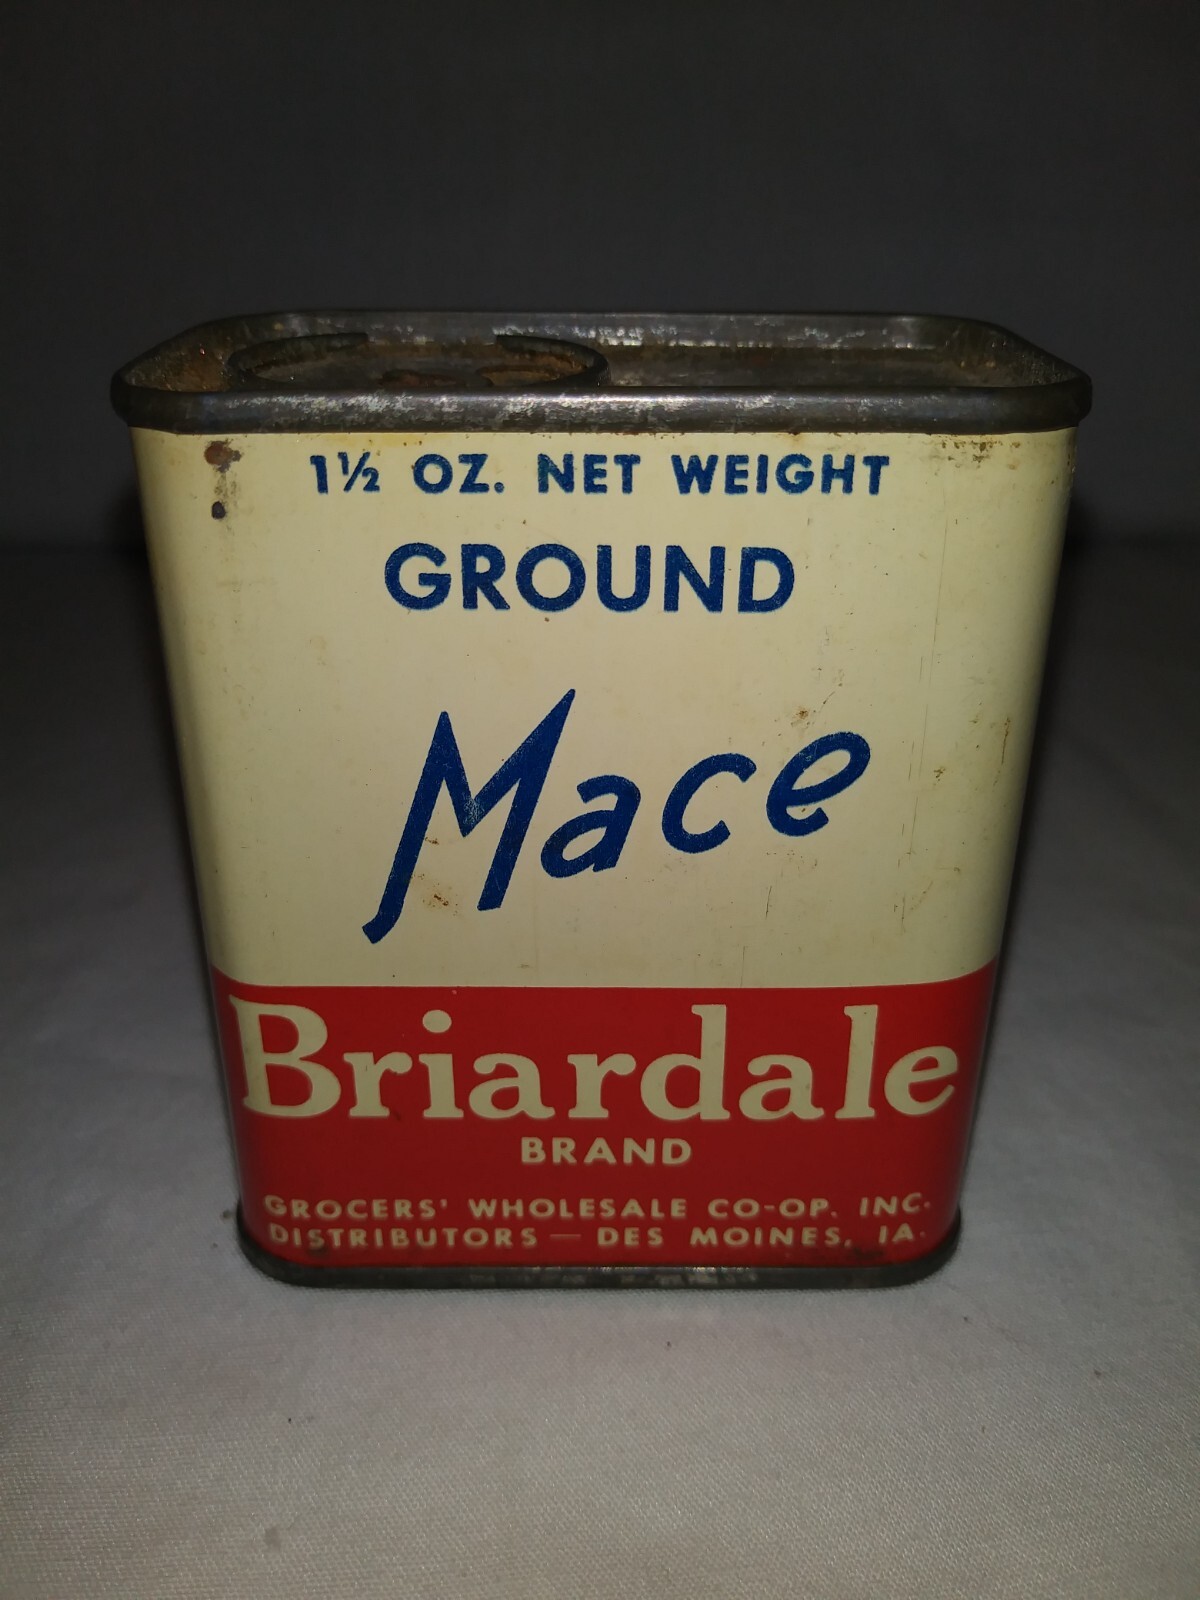 1½ OZ. NET WEIGHT
GROUND
Mace
Briardale
BRAND
GROCERS' WHOLESALE CO-OP. INC.
DISTRIBUTORS — DES MOINES, IA.